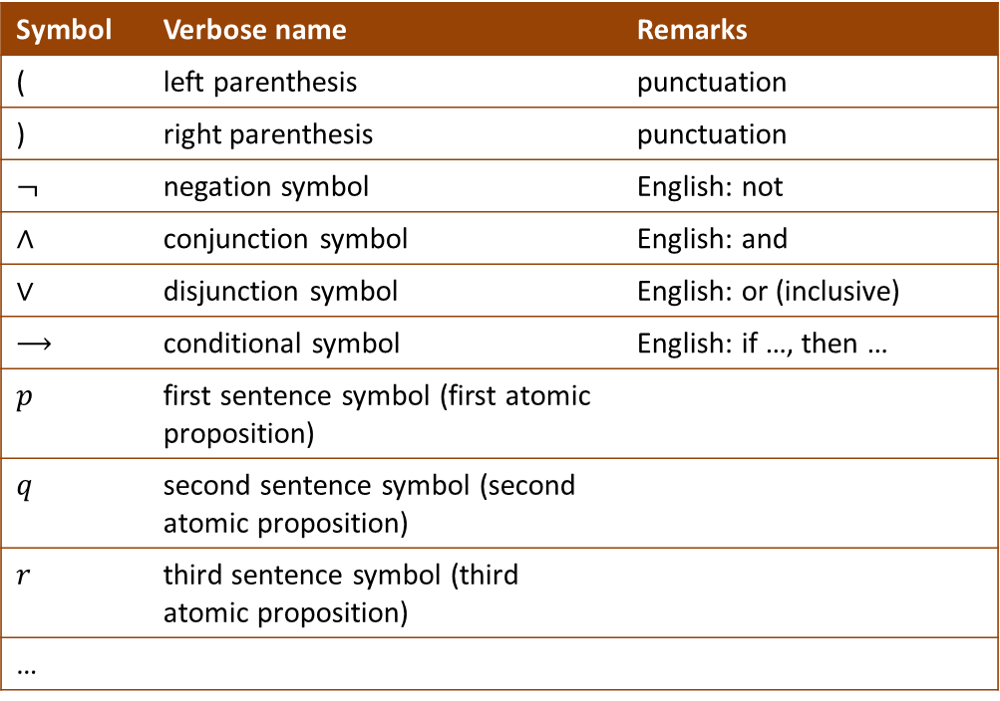 Symbol Verbose name Remarks
( left parenthesis punctuation
) right parenthesis punctuation
¬ negation symbol English: not
∧ conjunction symbol English: and
∨ disjunction symbol English: or (inclusive)
⟶ conditional symbol English: if …, then …
p first sentence symbol (first atomic
proposition)
q second sentence symbol (second
atomic proposition)
r third sentence symbol (third
atomic proposition)
…